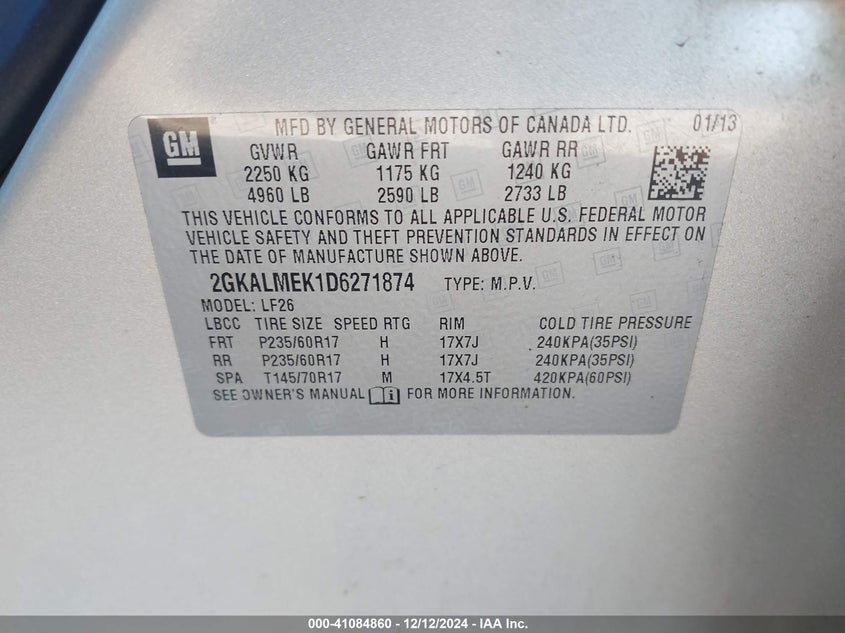 GM
MFD BY GENERAL MOTORS OF CANADA LTD. 01/13
GVWR GAWR FRT GAWR RR
2250 KG 1175 KG 1240 KG
4960 LB 2590 LB 2733 LB
THIS VEHICLE CONFORMS TO ALL APPLICABLE U.S. FEDERAL MOTOR
VEHICLE SAFETY AND THEFT PREVENTION STANDARDS IN EFFECT ON
THE DATE OF MANUFACTURE SHOWN ABOVE.
2GKALMEK1D6271874 TYPE: M.P.V.
MODEL: LF26
LBCC TIRE SIZE SPEED RTG RIM COLD TIRE PRESSURE
FRT P235/60R17 H 17X7J 240KPA(35PSI)
RR P235/60R17 H 17X7J 240KPA(35PSI)
SPA T145/70R17 M 17X4.5T 420KPA(60PSI)
SEE OWNER'S MANUAL FOR MORE INFORMATION.
000-41084860 - 12/12/2024 - IAA Inc.